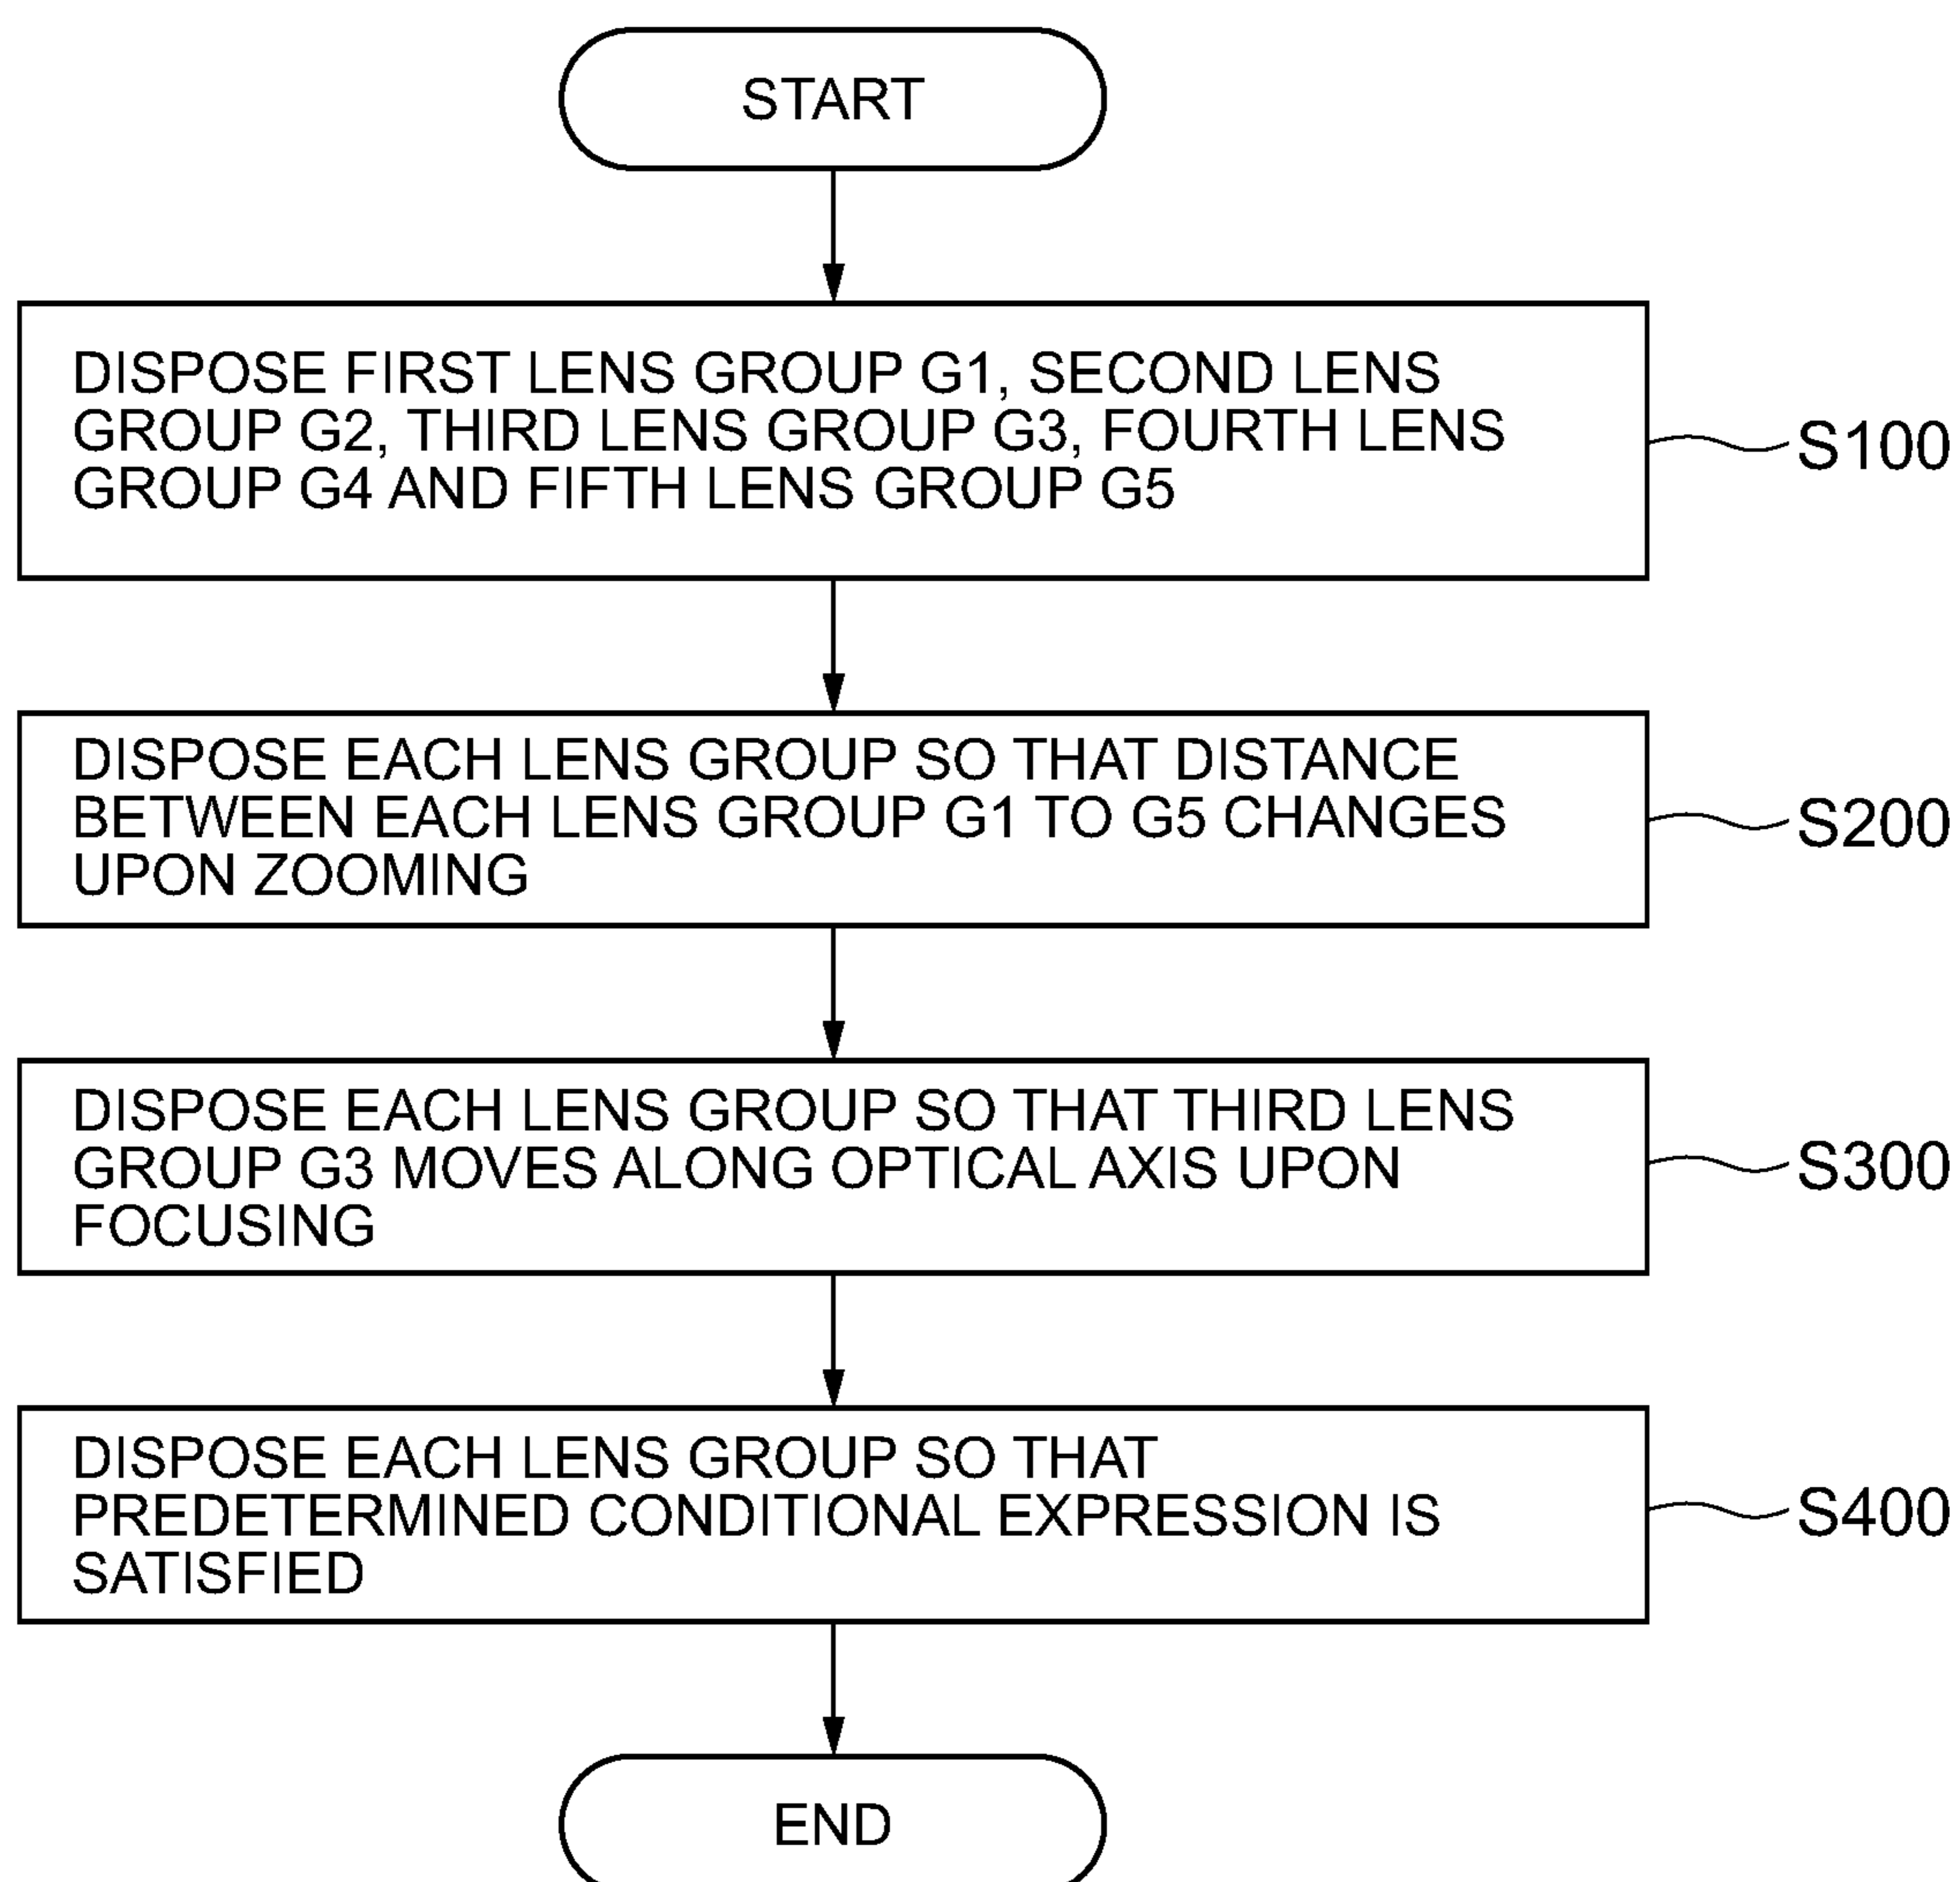 START
DISPOSE FIRST LENS GROUP G1, SECOND LENS
GROUP G2, THIRD LENS GROUP G3, FOURTH LENS
GROUP G4 AND FIFTH LENS GROUP G5
S100
DISPOSE EACH LENS GROUP SO THAT DISTANCE
BETWEEN EACH LENS GROUP G1 TO G5 CHANGES
UPON ZOOMING
S200
DISPOSE EACH LENS GROUP SO THAT THIRD LENS
GROUP G3 MOVES ALONG OPTICAL AXIS UPON
FOCUSING
S300
DISPOSE EACH LENS GROUP SO THAT
PREDETERMINED CONDITIONAL EXPRESSION IS
SATISFIED
S400
END